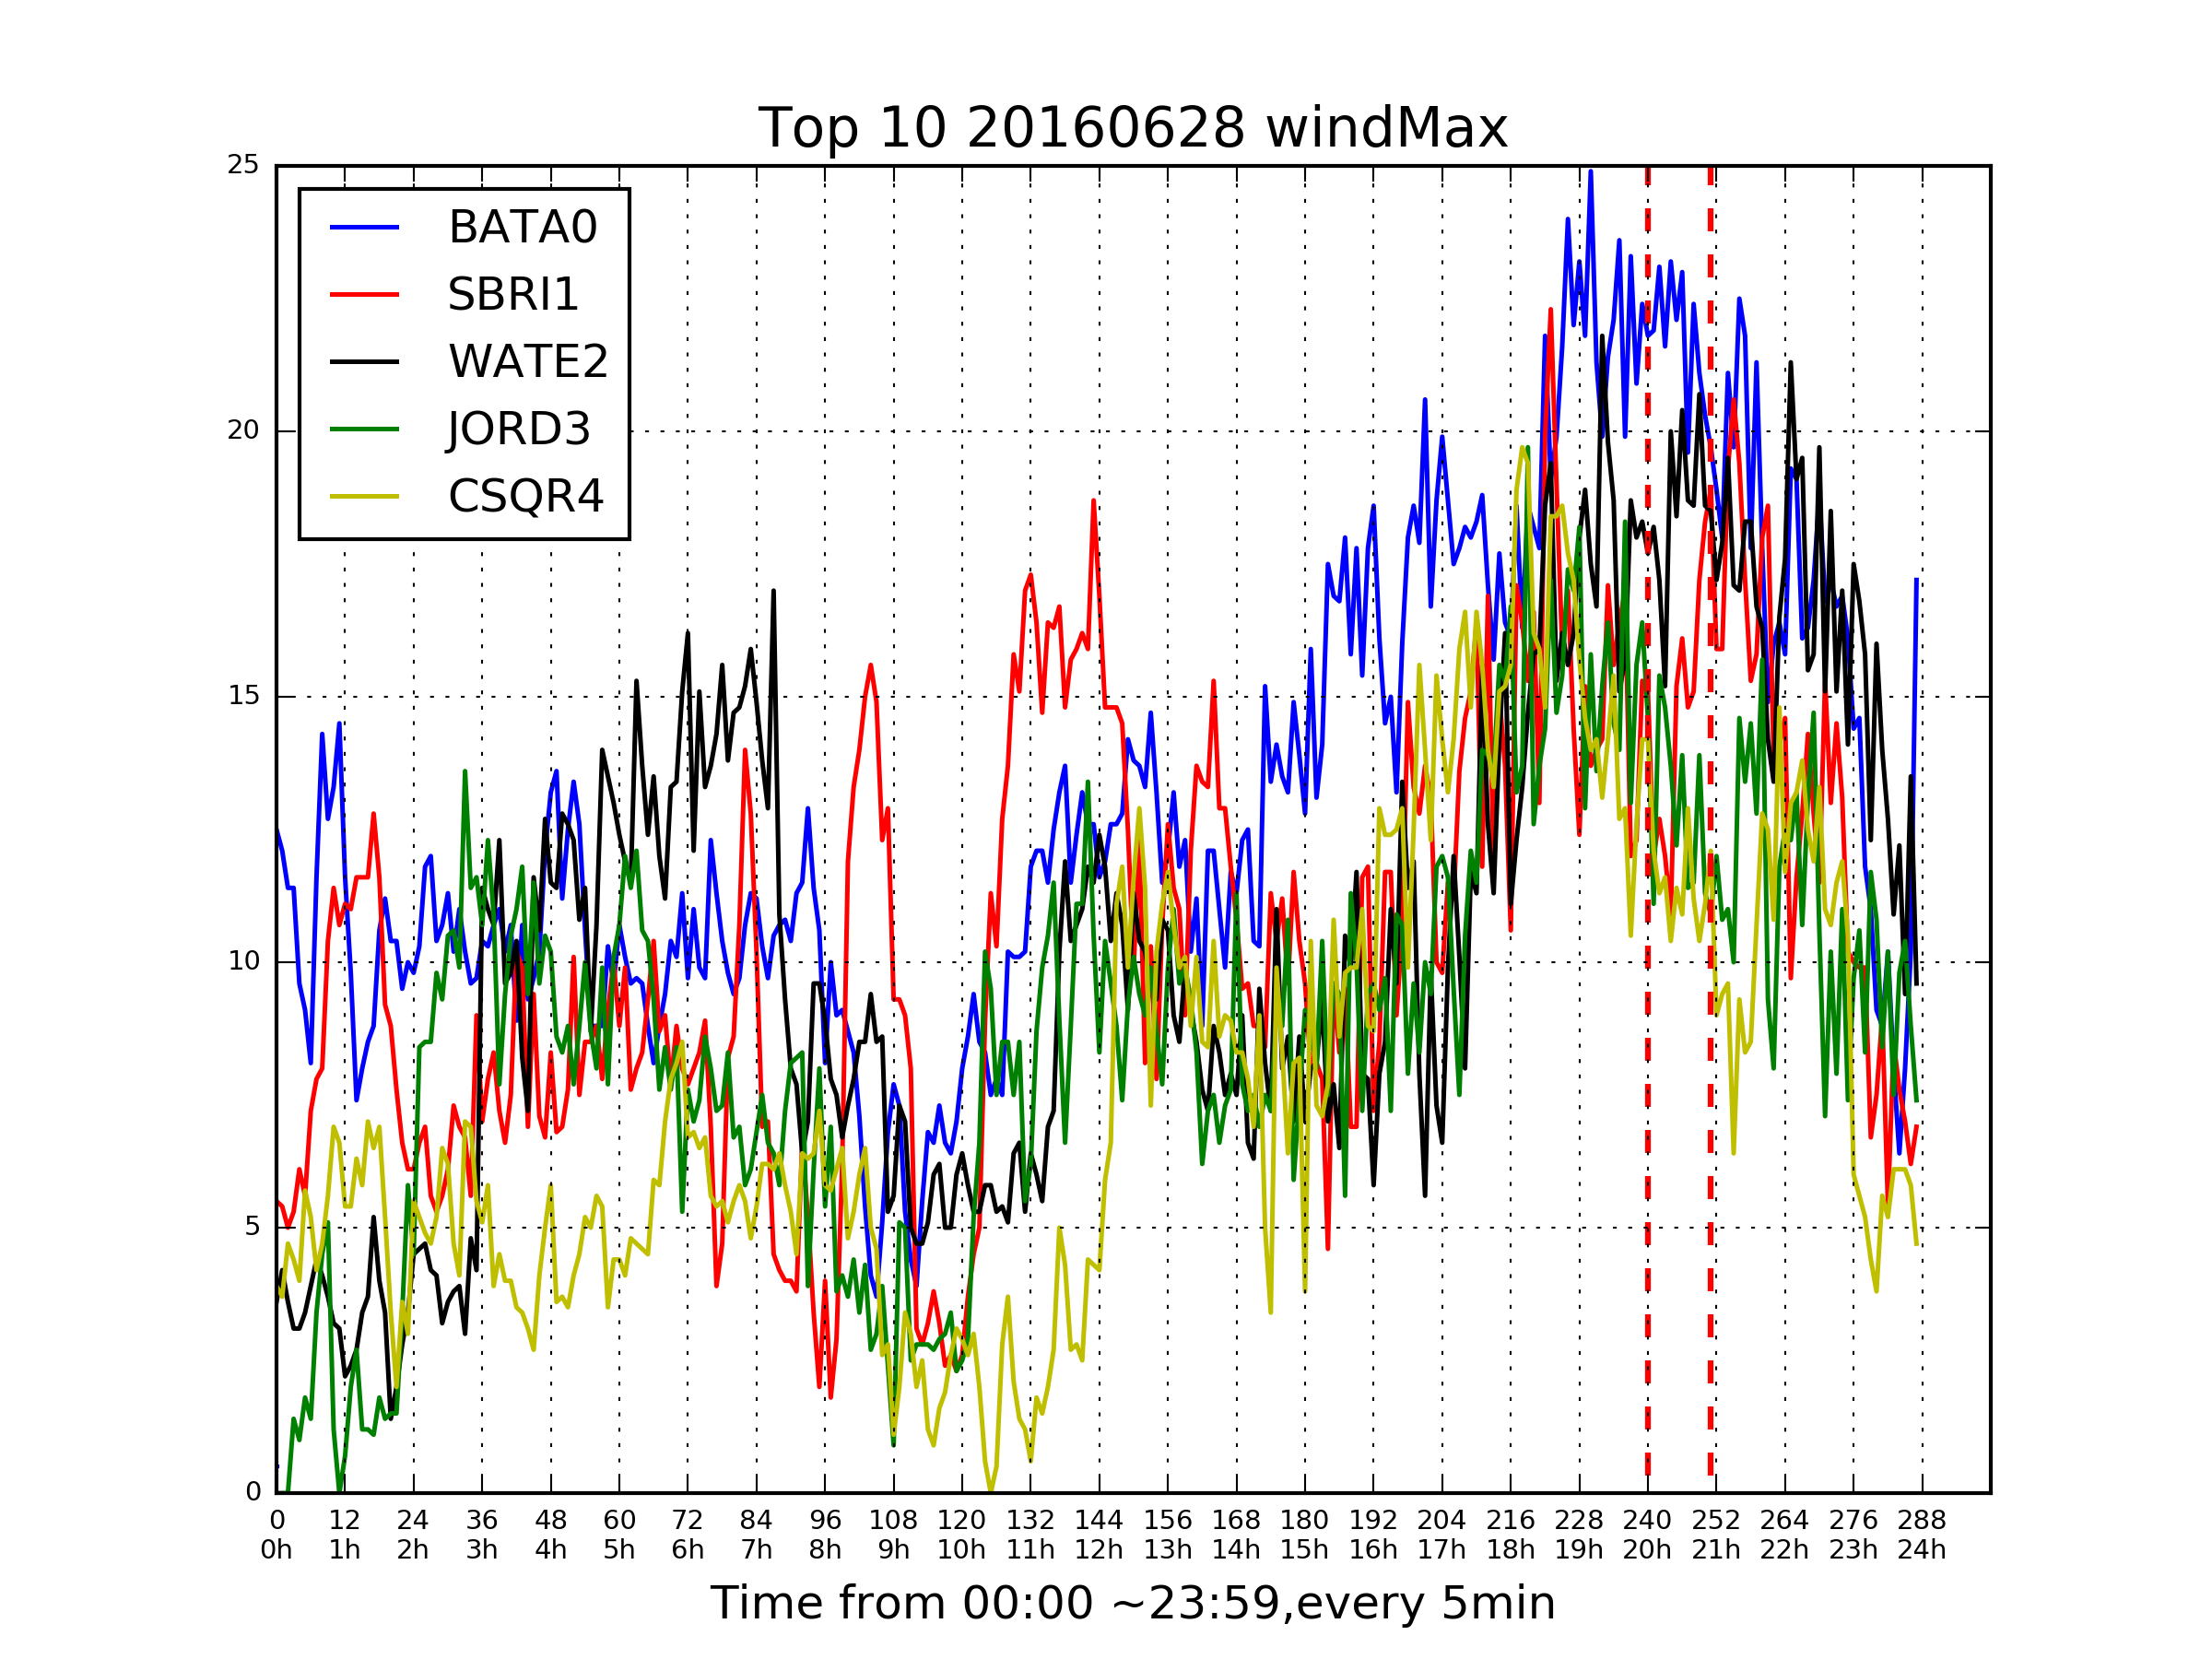 Top 10 20160628 windMax
25
20
15
10
5
0
BATA0
SBRI1
WATE2
JORD3
CSQR4
0 12 24 36 48 60 72 84 96 108 120 132 144 156 168 180 192 204 216 228 240 252 264 276 288
0h 1h 2h 3h 4h 5h 6h 7h 8h 9h 10h 11h 12h 13h 14h 15h 16h 17h 18h 19h 20h 21h 22h 23h 24h
Time from 00:00 ~23:59,every 5min